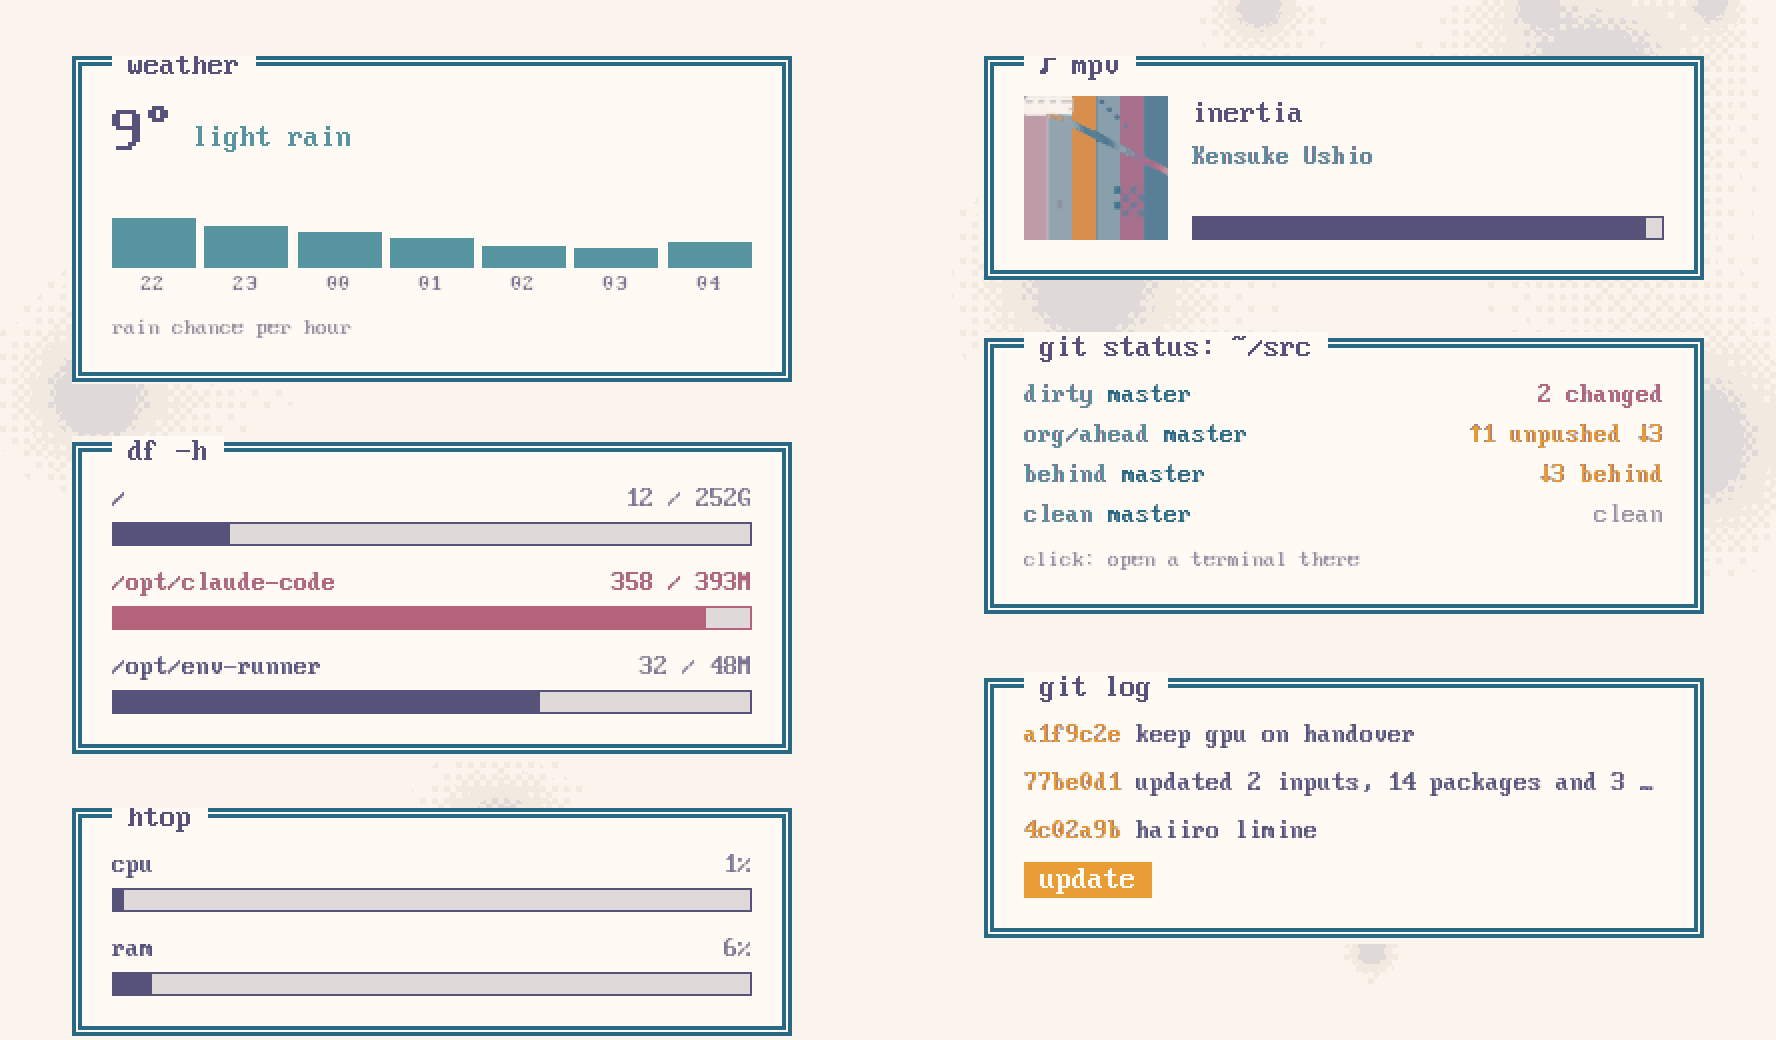 weather
9° light rain
22 23 00 01 02 03 04
rain chance per hour
df -h
/ 12 / 252G
/opt/claude-code 358 / 393M
/opt/env-runner 32 / 48M
htop
cpu 1%
ram 6%
♪ mpv
inertia
Kensuke Ushio
git status: ~/src
dirty master 2 changed
org/ahead master ↑1 unpushed ↓3
behind master ↓3 behind
clean master clean
click: open a terminal there
git log
a1f9c2e keep gpu on handover
77be0d1 updated 2 inputs, 14 packages and 3 …
4c02a9b haiiro limine
update